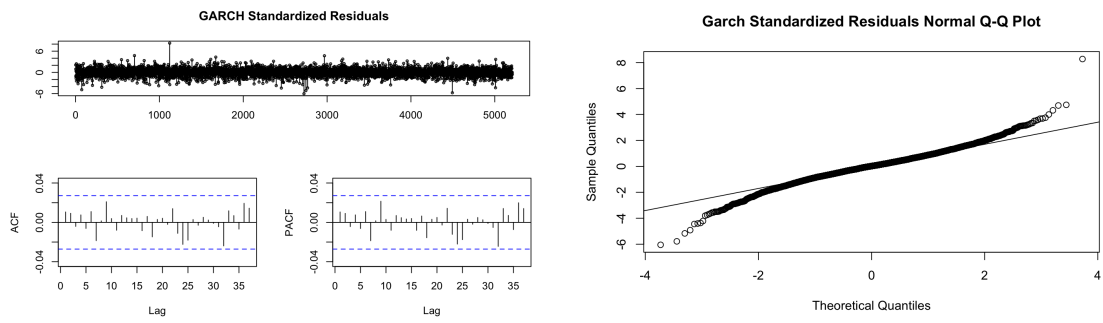 GARCH Standardized Residuals
6
0
-6
0 1000 2000 3000 4000 5000
ACF
0.04
0.00
-0.04
0 5 10 15 20 25 30 35
Lag
PACF
0.04
0.00
-0.04
0 5 10 15 20 25 30 35
Lag
Garch Standardized Residuals Normal Q-Q Plot
Sample Quantiles
8
6
4
2
0
-2
-4
-6
-4 -2 0 2 4
Theoretical Quantiles